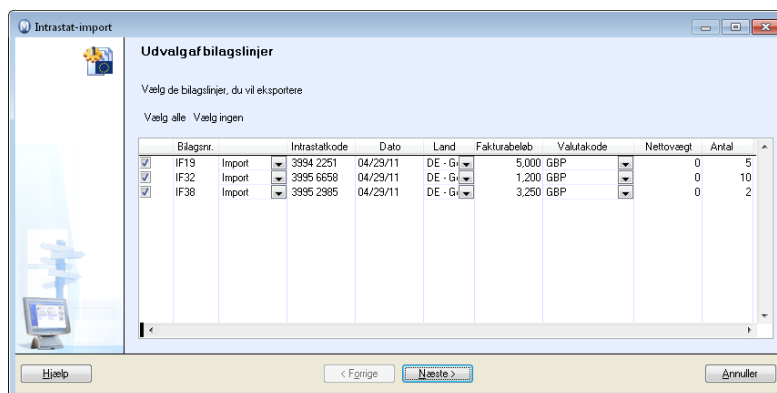 Intrastat-import
Udvalg af bilagslinjer
Vælg de bilagslinjer, du vil eksportere
Vælg alle Vælg ingen
Bilagsnr. Intrastatkode Dato Land Fakturabeløb Valutakode Nettovægt Antal
IF19 Import 3994 2251 04/29/11 DE - G 5,000 GBP 0 5
IF32 Import 3995 6658 04/29/11 DE - G 1,200 GBP 0 10
IF38 Import 3995 2985 04/29/11 DE - G 3,250 GBP 0 2
Hjælp < Forrige Næste > Annuller